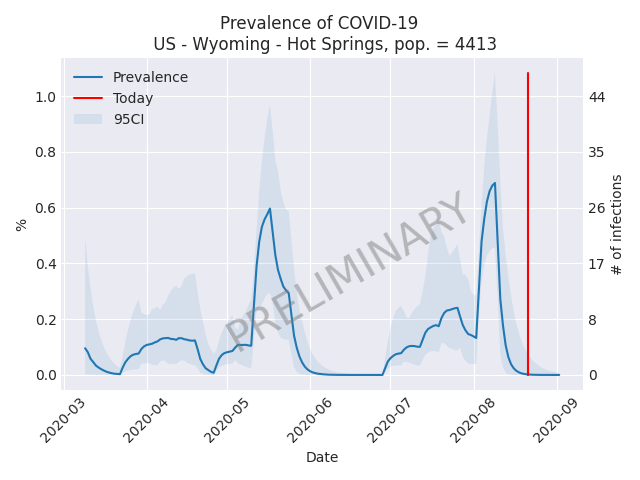 Prevalence of COVID-19
US - Wyoming - Hot Springs, pop. = 4413
Prevalence
Today
95CI
PRELIMINARY
%
1.0
0.8
0.6
0.4
0.2
0.0
44
35
26
17
8
0
# of infections
2020-03
2020-04
2020-05
2020-06
2020-07
2020-08
2020-09
Date